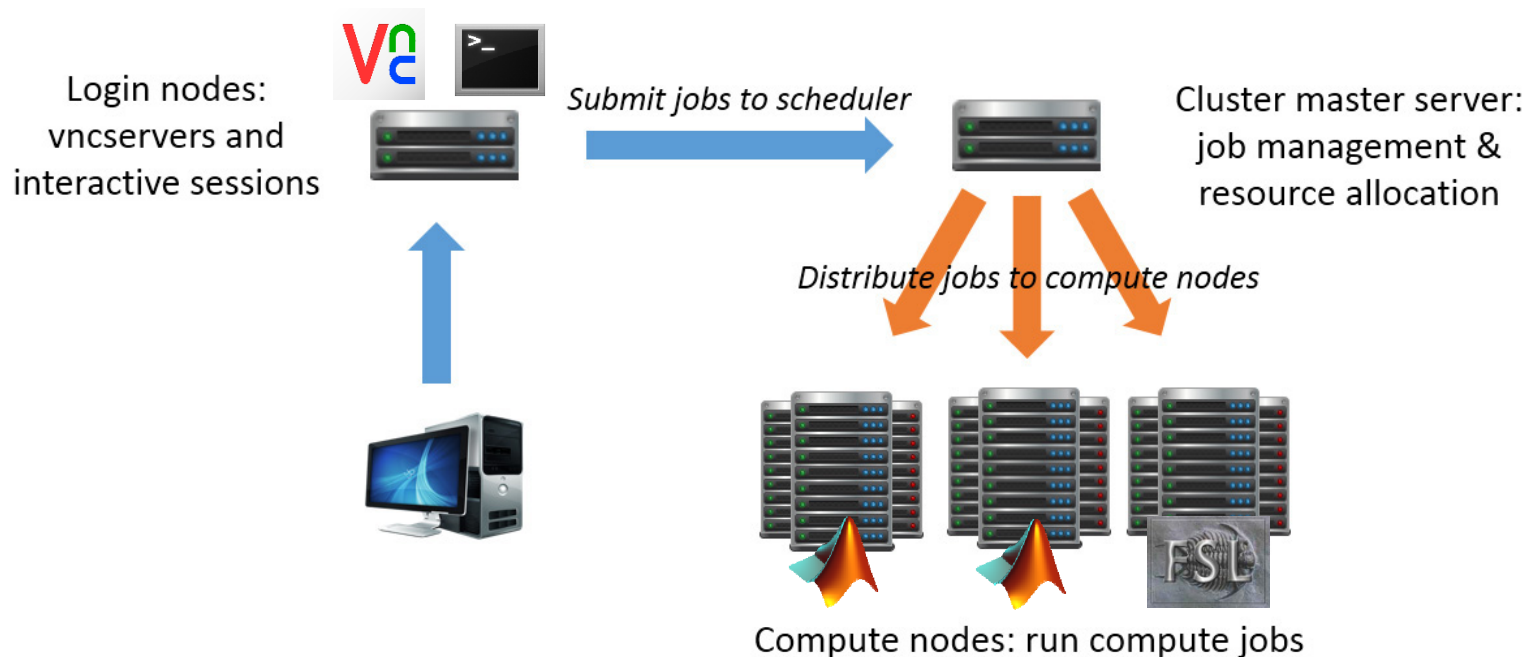 Vnc
>_
Login nodes:
vncservers and
interactive sessions
Submit jobs to scheduler
Cluster master server:
job management &
resource allocation
Distribute jobs to compute nodes
FSL
Compute nodes: run compute jobs